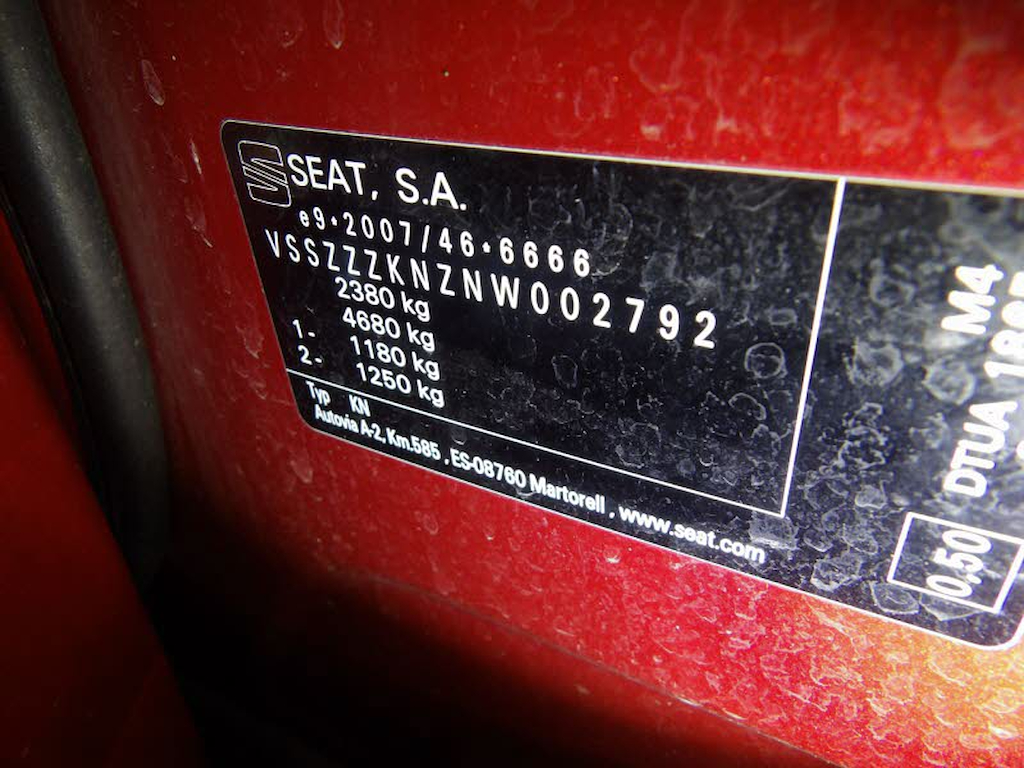 SEAT, S.A.
e9*2007/46*6666
VSSZZZKNZNW002792
2380 kg
4680 kg
1- 1180 kg
2- 1250 kg
Typ KN
Autovia A-2, Km.585 , ES-08760 Martorell , www.seat.com
M4
DTUA
0.50